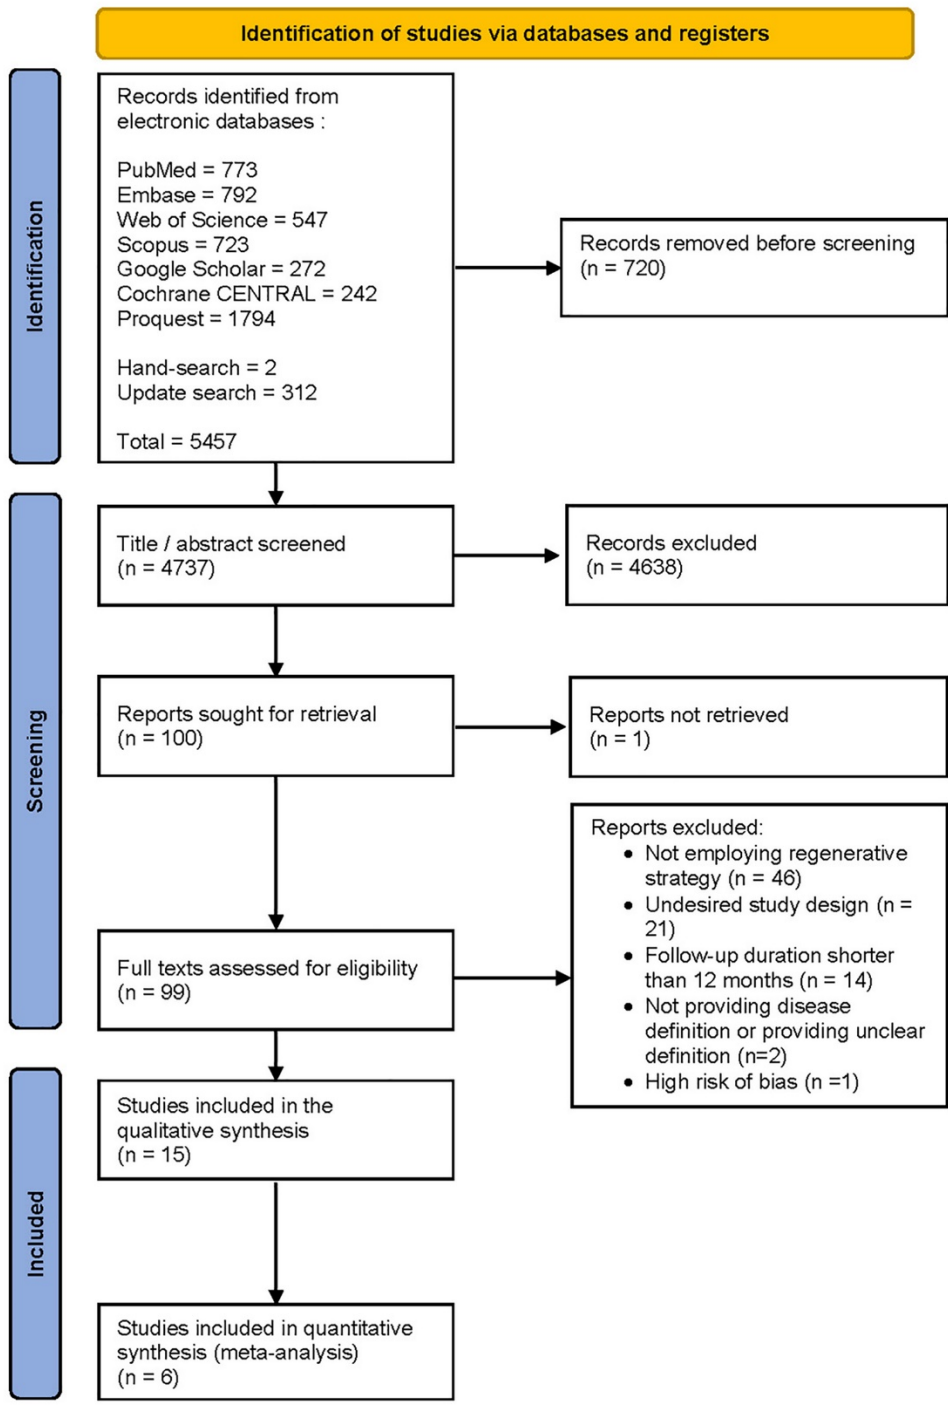 Identification of studies via databases and registers
Identification
Records identified from
electronic databases :
PubMed = 773
Embase = 792
Web of Science = 547
Scopus = 723
Google Scholar = 272
Cochrane CENTRAL = 242
Proquest = 1794
Hand-search = 2
Update search = 312
Total = 5457
Records removed before screening
(n = 720)
Screening
Title / abstract screened
(n = 4737)
Records excluded
(n = 4638)
Reports sought for retrieval
(n = 100)
Reports not retrieved
(n = 1)
Full texts assessed for eligibility
(n = 99)
Reports excluded:
• Not employing regenerative
strategy (n = 46)
• Undesired study design (n =
21)
• Follow-up duration shorter
than 12 months (n = 14)
• Not providing disease
definition or providing unclear
definition (n=2)
• High risk of bias (n =1)
Included
Studies included in the
qualitative synthesis
(n = 15)
Studies included in quantitative
synthesis (meta-analysis)
(n = 6)